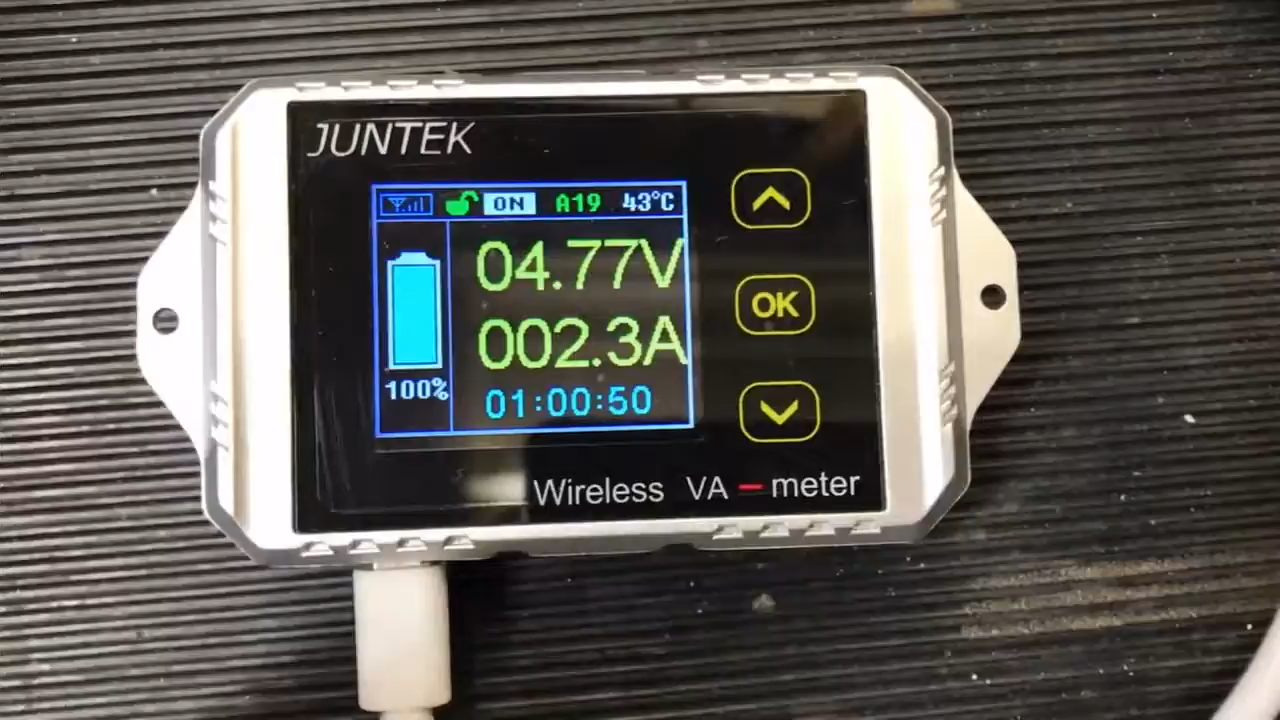 JUNTEK
ON A19 43°C
04.77V
002.3A
100%
01:00:50
OK
Wireless VA – meter